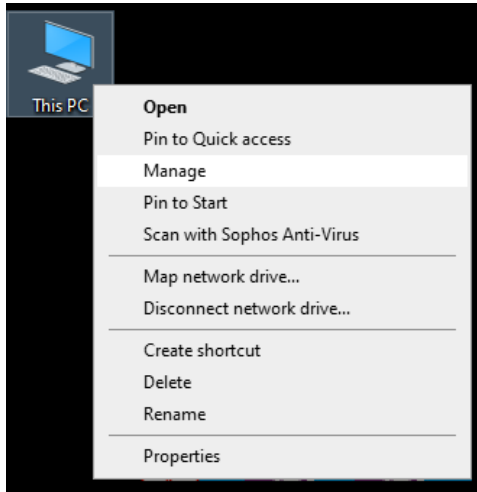 This PC
Open
Pin to Quick access
Manage
Pin to Start
Scan with Sophos Anti-Virus
Map network drive...
Disconnect network drive...
Create shortcut
Delete
Rename
Properties